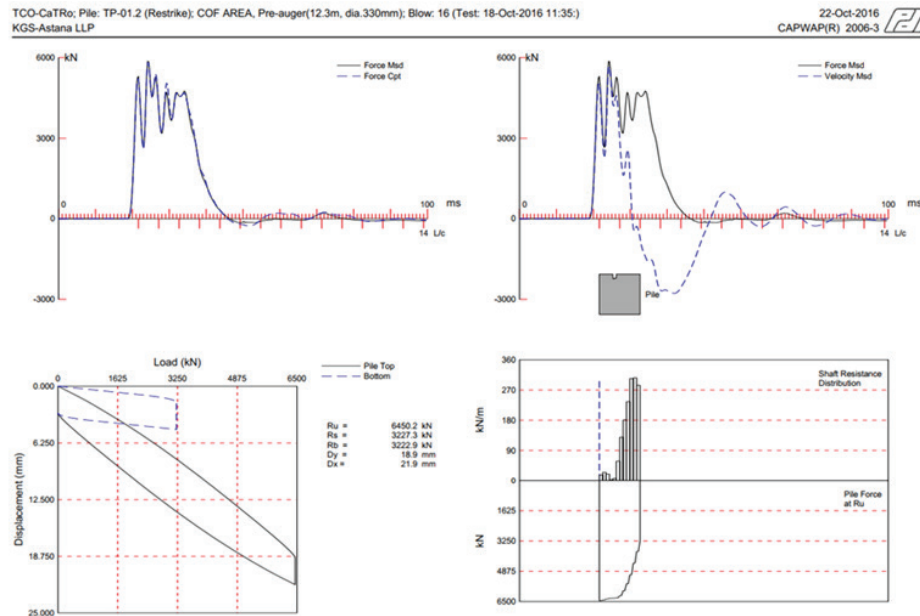 TCO-CaTRo; Pile: TP-01.2 (Restrike); COF AREA, Pre-auger(12.3m, dia.330mm); Blow: 16 (Test: 18-Oct-2016 11:35:)
22-Oct-2016
KGS-Astana LLP
CAPWAP(R) 2006-3
6000
kN
Force Msd
Force Cpt
3000
0
100
ms
0
14
L/c
-3000
6000
kN
Force Msd
Velocity Msd
3000
0
100
ms
0
14
L/c
-3000
Pile
Load (kN)
0
1625
3250
4875
6500
0.000
6.250
12.500
18.750
25.000
Displacement (mm)
Pile Top
Bottom
Ru = 6450.2 kN
Rs = 3227.3 kN
Rb = 3222.9 kN
Dy = 18.9 mm
Dx = 21.9 mm
360
270
180
90
0
kN/m
Shaft Resistance
Distribution
Pile Force
at Ru
1625
3250
4875
6500
kN